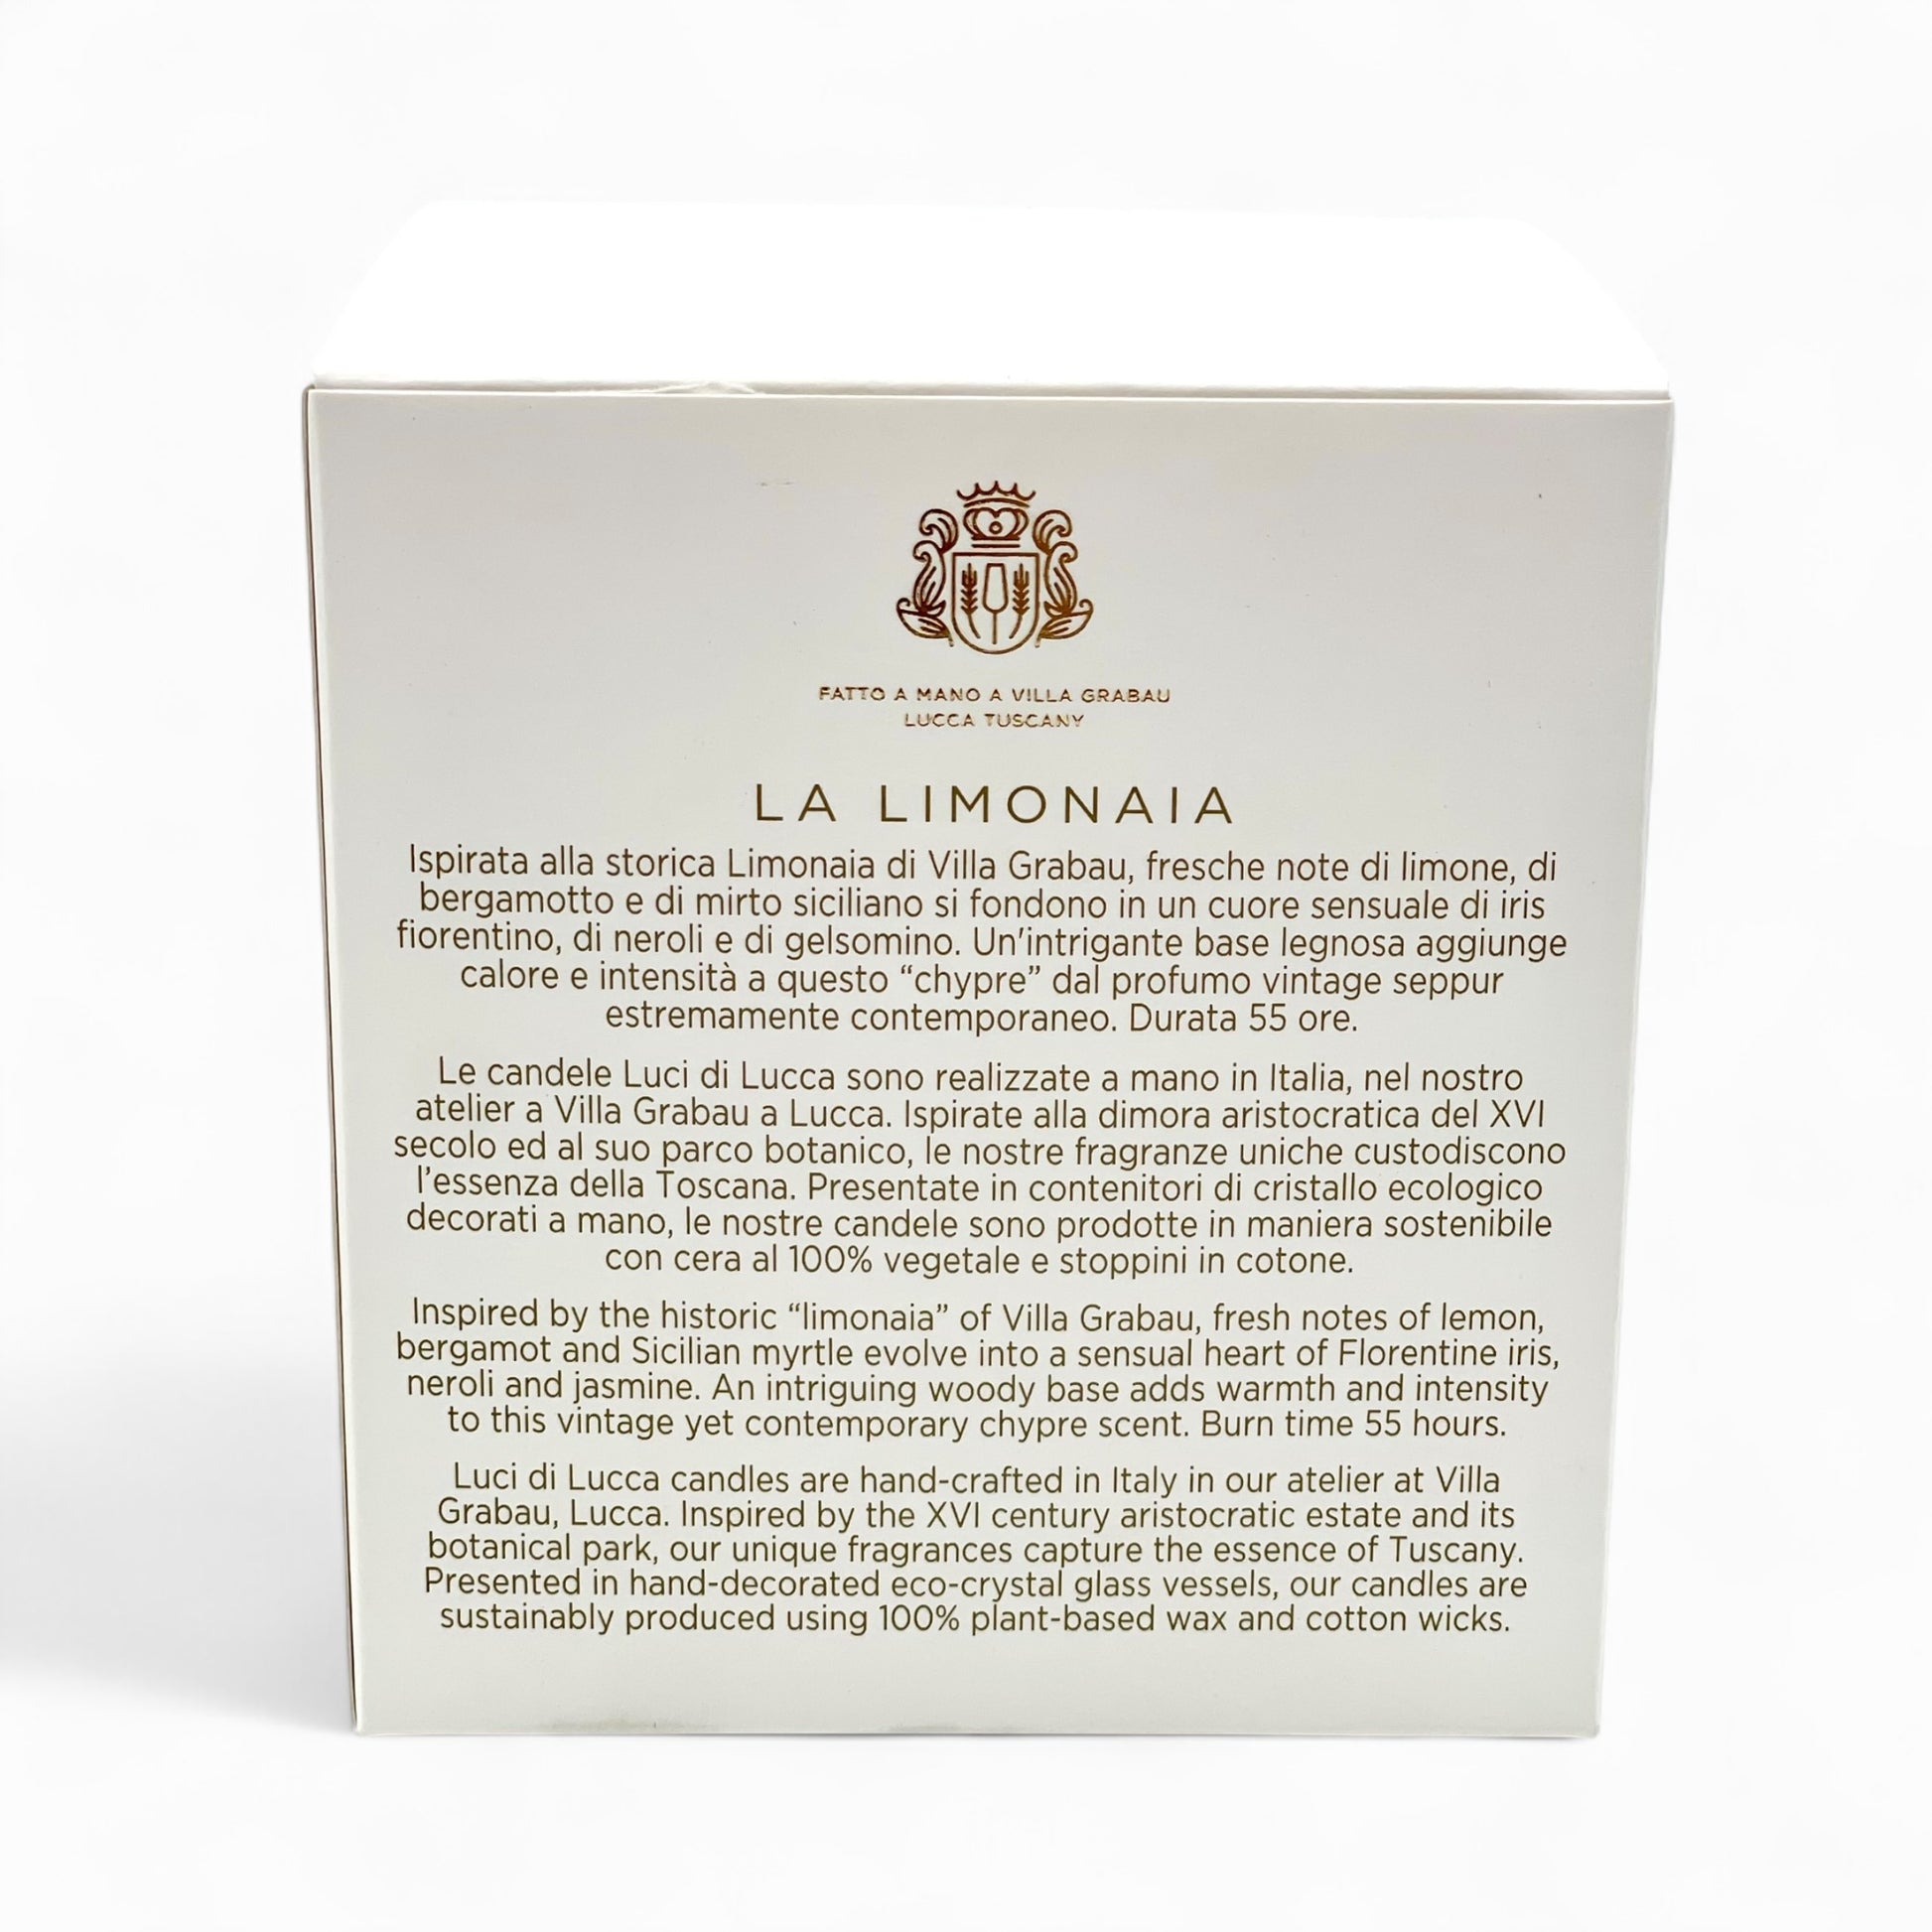 FATTO A MANO A VILLA GRABAU
LUCCA TUSCANY
LA LIMONAIA
Ispirata alla storica Limonaia di Villa Grabau, fresche note di limone, di
bergamotto e di mirto siciliano si fondono in un cuore sensuale di iris
fiorentino, di neroli e di gelsomino. Un'intrigante base legnosa aggiunge
calore e intensità a questo “chypre” dal profumo vintage seppur
estremamente contemporaneo. Durata 55 ore.
Le candele Luci di Lucca sono realizzate a mano in Italia, nel nostro
atelier a Villa Grabau a Lucca. Ispirate alla dimora aristocratica del XVI
secolo ed al suo parco botanico, le nostre fragranze uniche custodiscono
l’essenza della Toscana. Presentate in contenitori di cristallo ecologico
decorati a mano, le nostre candele sono prodotte in maniera sostenibile
con cera al 100% vegetale e stoppini in cotone.
Inspired by the historic “limonaia” of Villa Grabau, fresh notes of lemon,
bergamot and Sicilian myrtle evolve into a sensual heart of Florentine iris,
neroli and jasmine. An intriguing woody base adds warmth and intensity
to this vintage yet contemporary chypre scent. Burn time 55 hours.
Luci di Lucca candles are hand-crafted in Italy in our atelier at Villa
Grabau, Lucca. Inspired by the XVI century aristocratic estate and its
botanical park, our unique fragrances capture the essence of Tuscany.
Presented in hand-decorated eco-crystal glass vessels, our candles are
sustainably produced using 100% plant-based wax and cotton wicks.